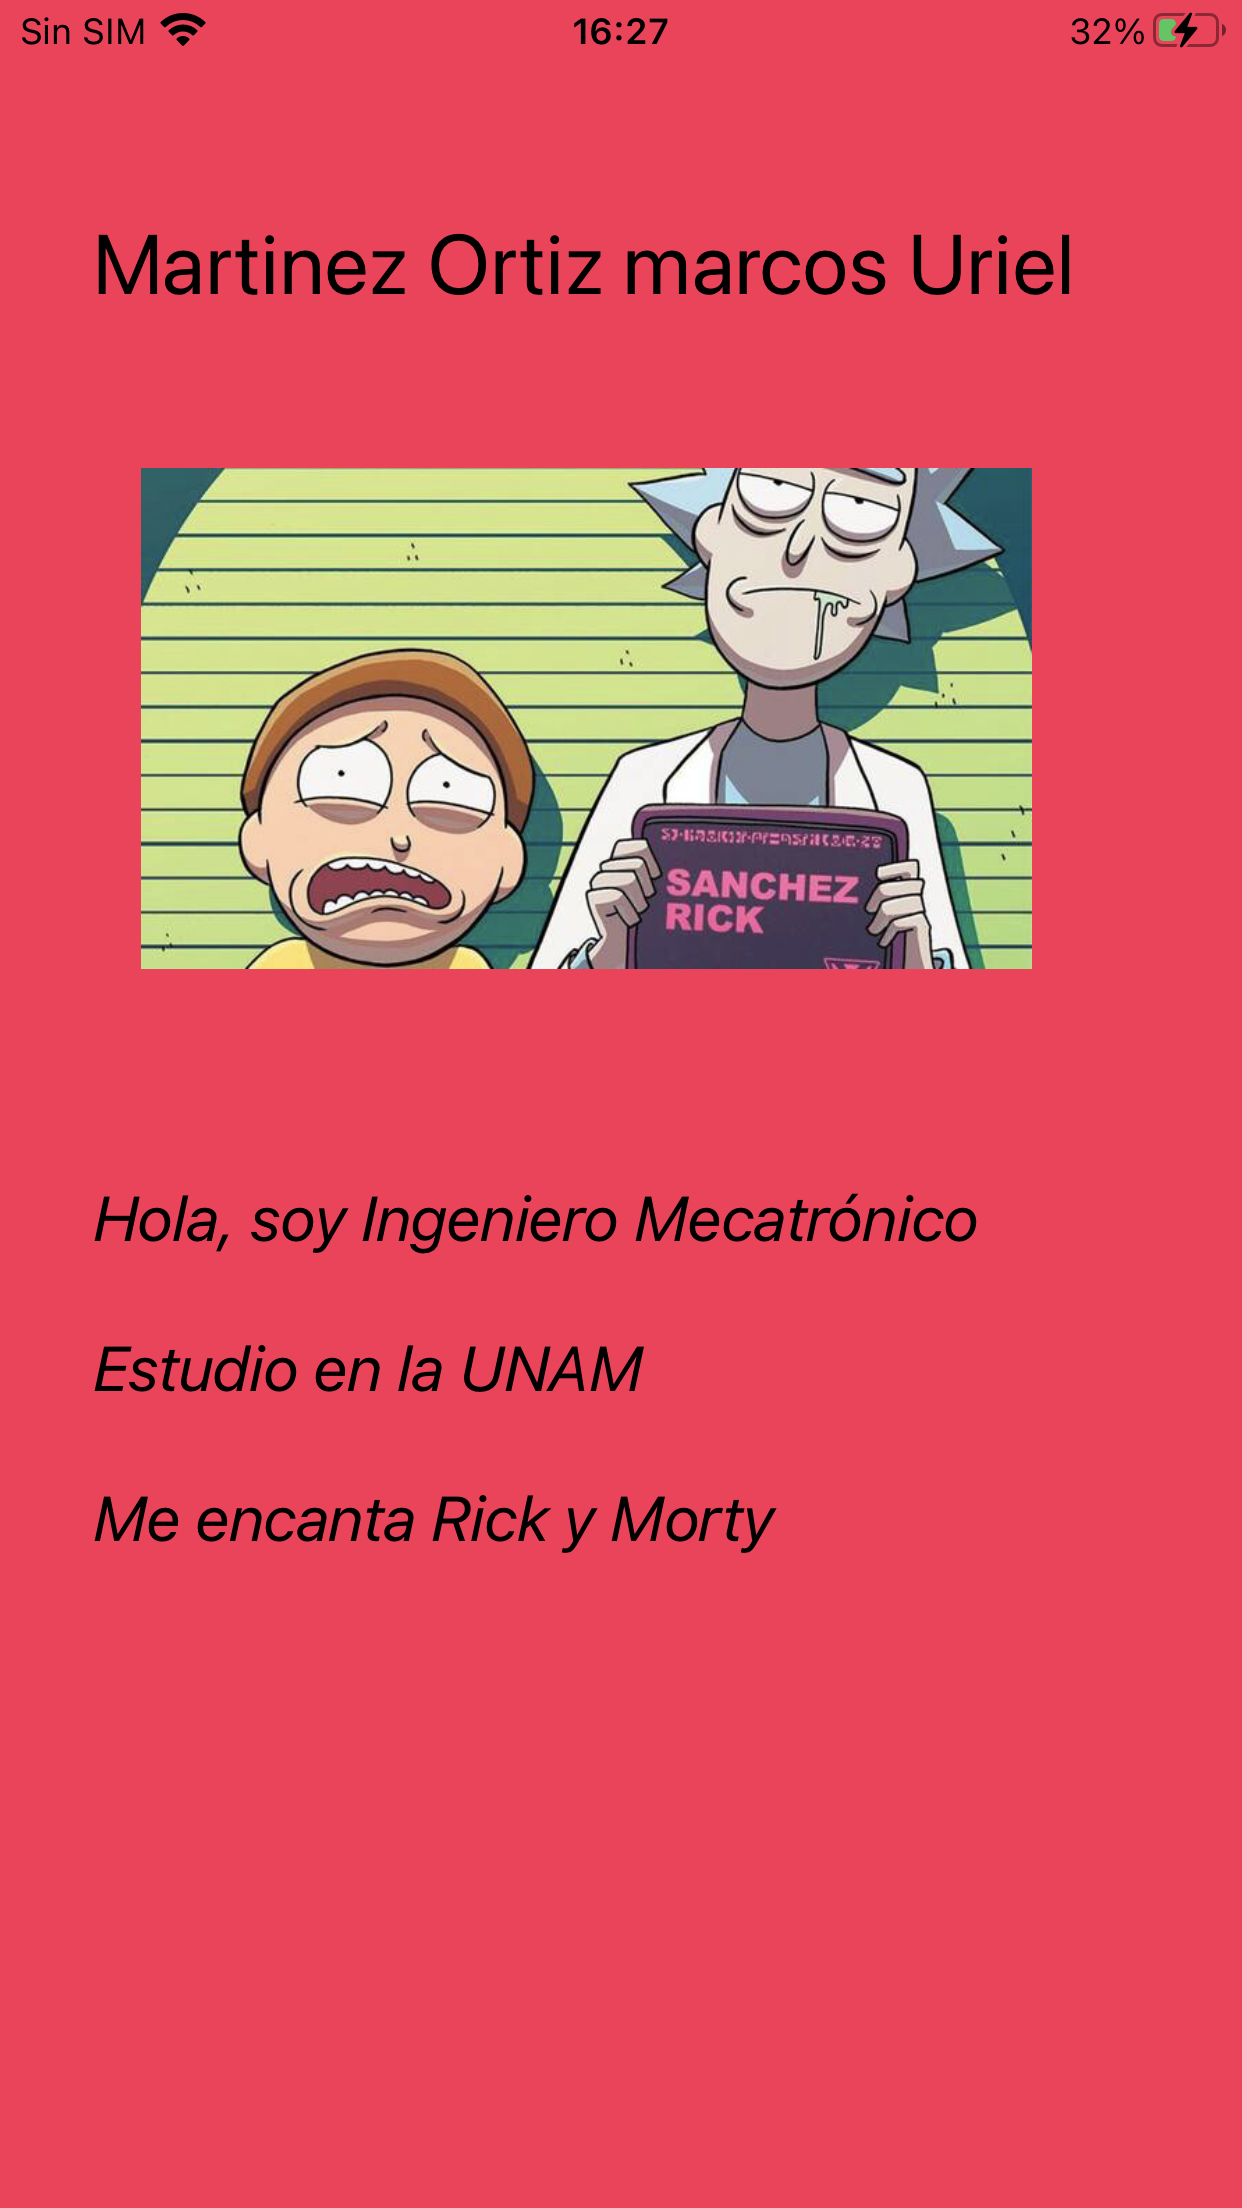 Sin SIM 16:27 32%
Martinez Ortiz marcos Uriel
SANCHEZ
RICK
Hola, soy Ingeniero Mecatrónico
Estudio en la UNAM
Me encanta Rick y Morty